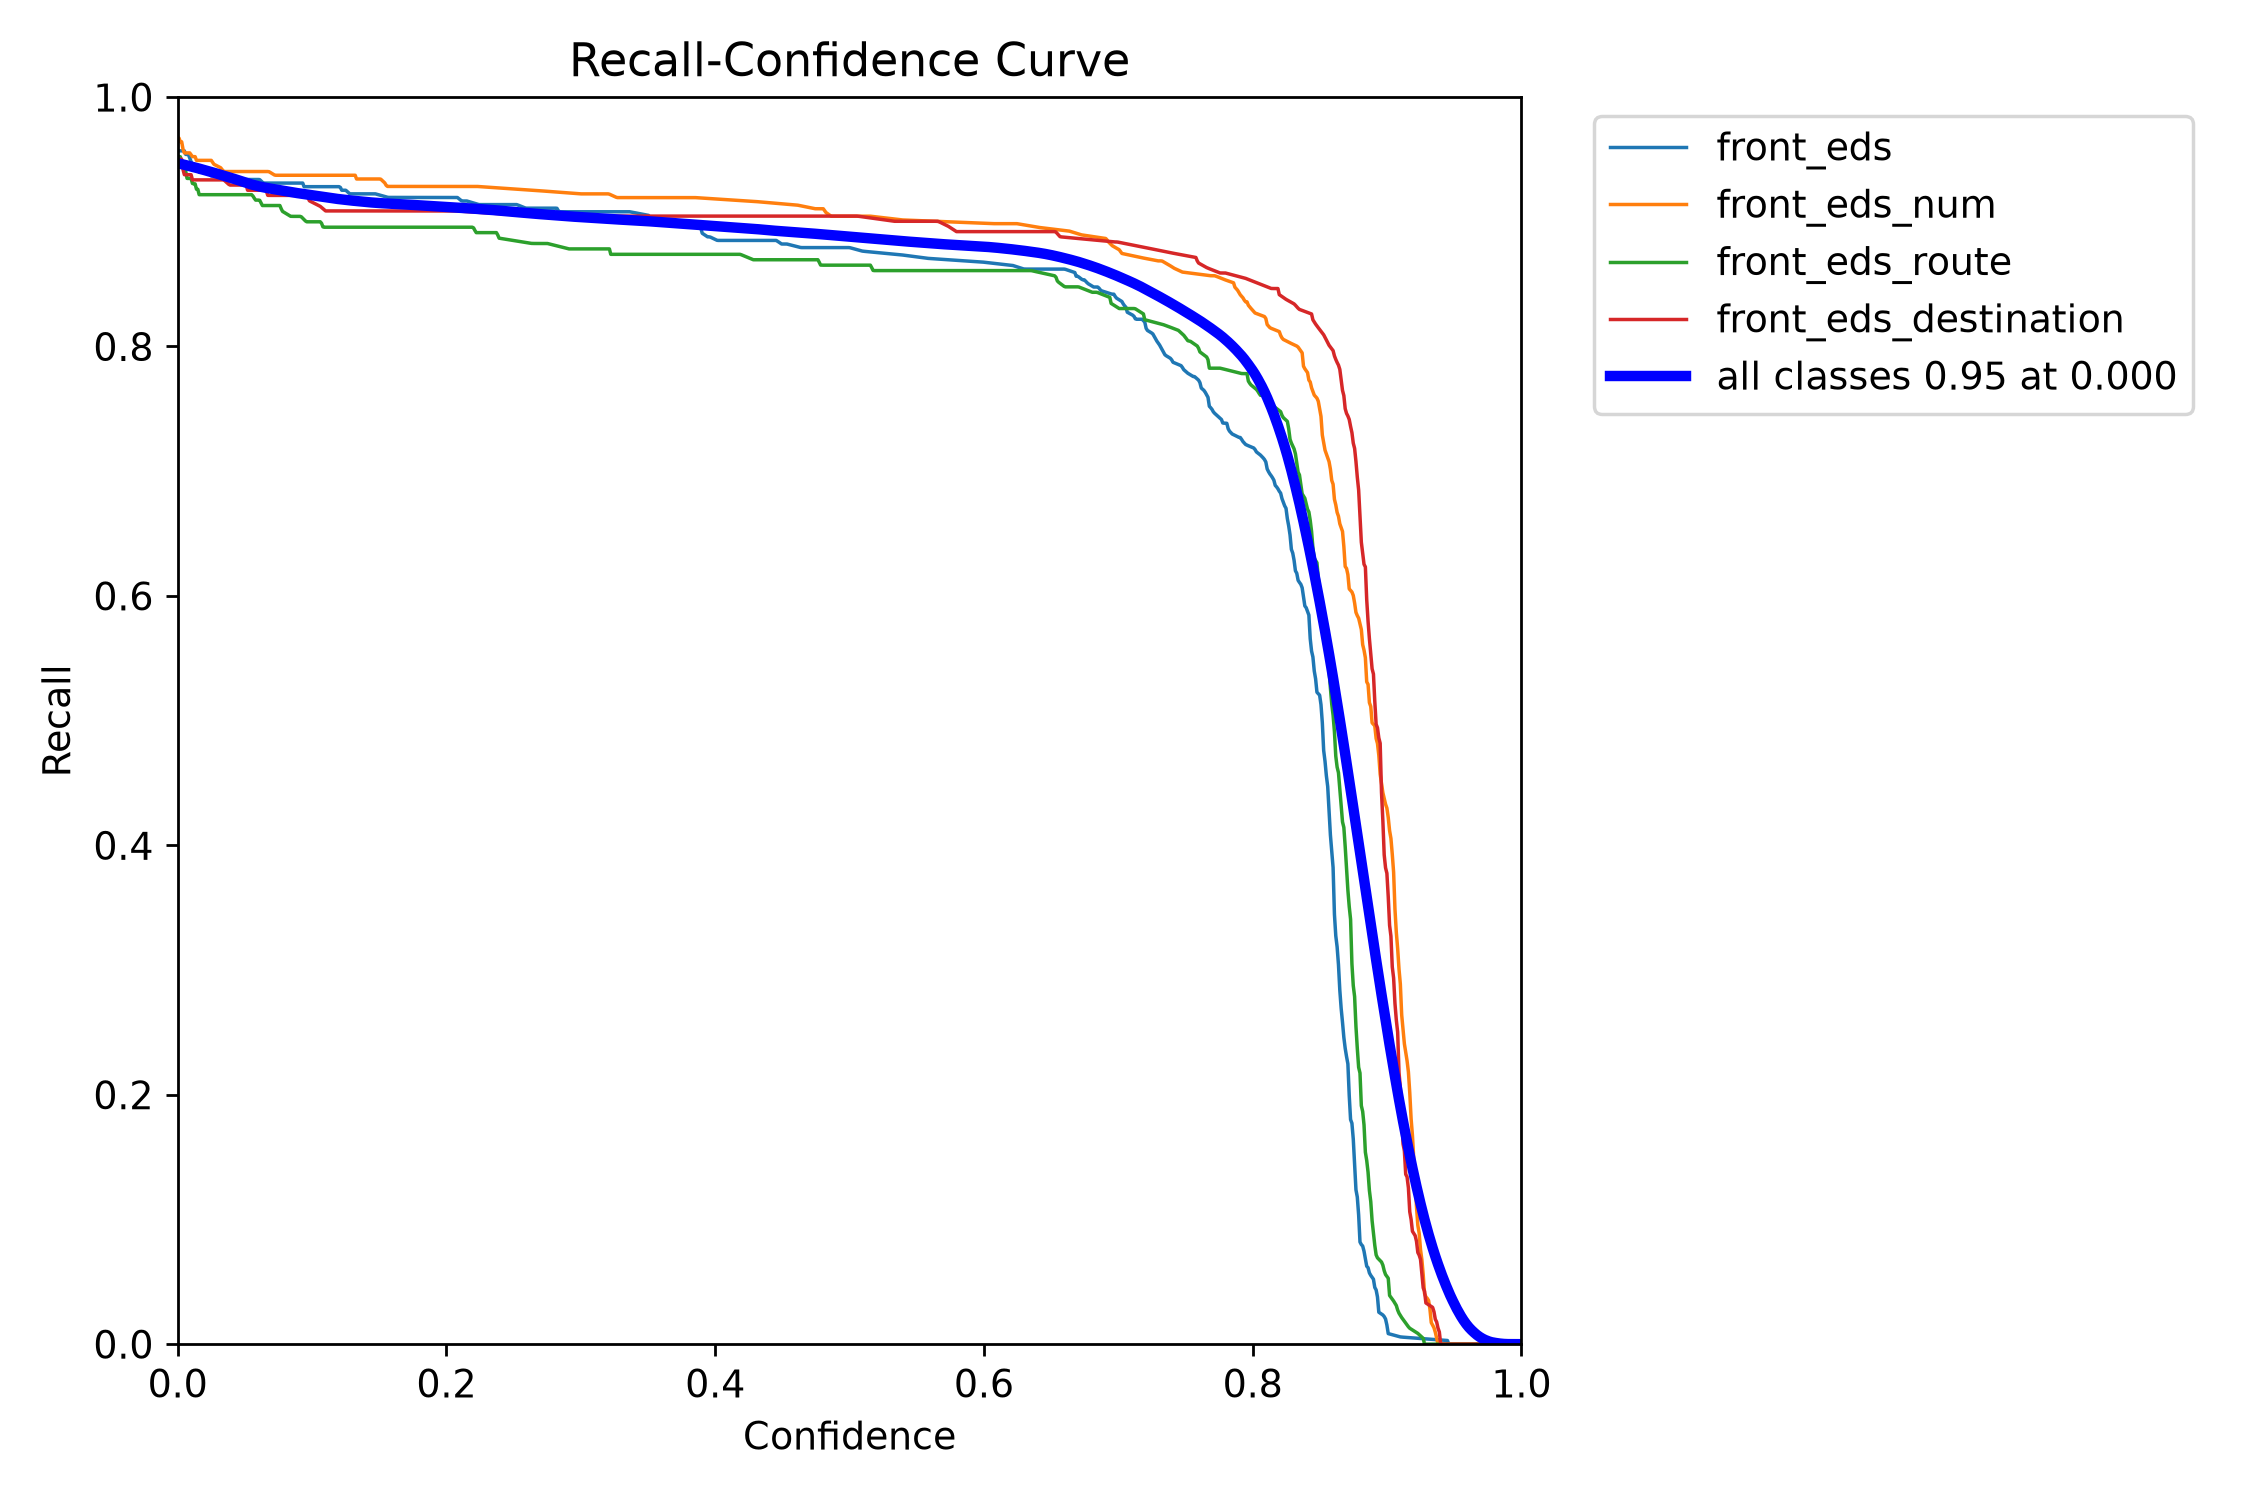 Recall-Confidence Curve
1.0
0.8
0.6
0.4
0.2
0.0
Recall
0.0 0.2 0.4 0.6 0.8 1.0
Confidence
front_eds
front_eds_num
front_eds_route
front_eds_destination
all classes 0.95 at 0.000